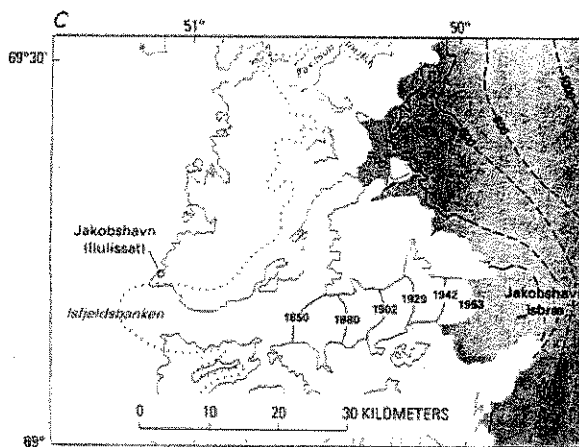 C
51°
50°
69°30'
Jakobshavn
(Ilulissat)
Isfjeldsbanken
1850
1880
1902
1929
1942
1953
Jakobshavn
Isbræ
0
10
20
30 KILOMETERS
69°